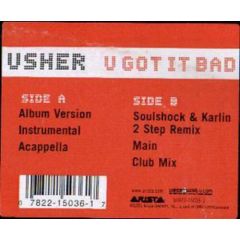 USHER U GOT IT BAD
SIDE A
Album Version
Instrumental
Acappella
SIDE B
Soulshock & Karlin
2 Step Remix
Main
Club Mix
ARISTA
0 7822-15036-1 7